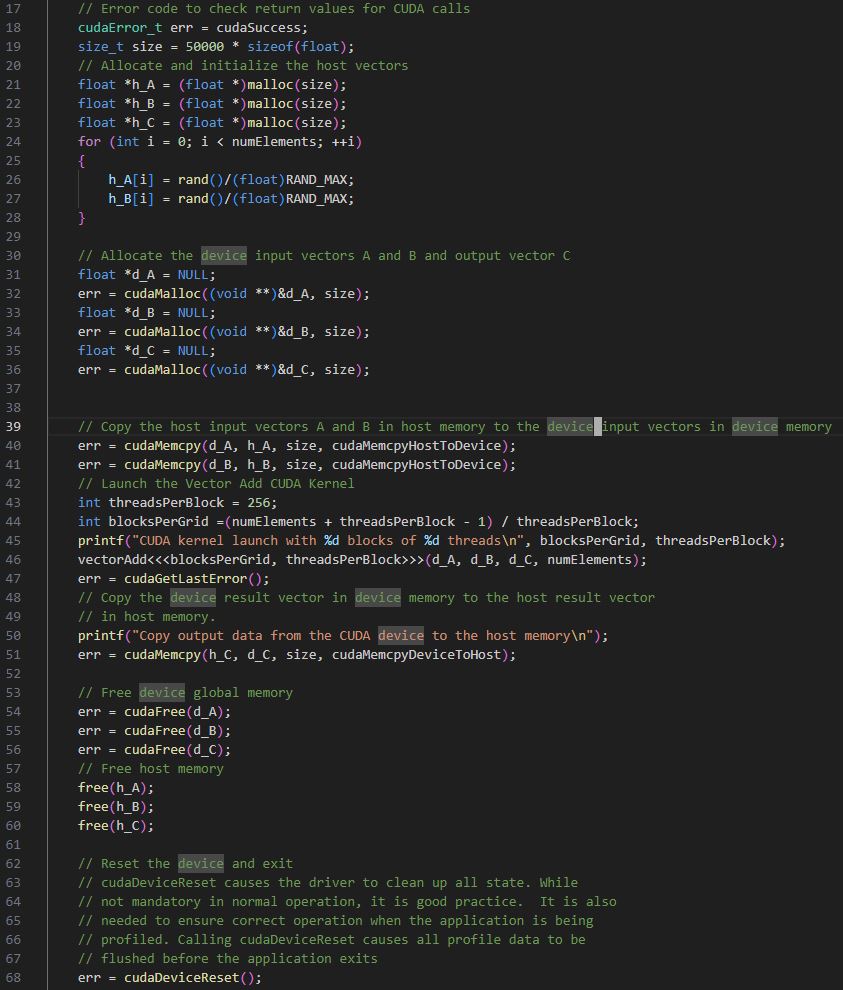 17 // Error code to check return values for CUDA calls
18 cudaError_t err = cudaSuccess;
19 size_t size = 50000 * sizeof(float);
20 // Allocate and initialize the host vectors
21 float *h_A = (float *)malloc(size);
22 float *h_B = (float *)malloc(size);
23 float *h_C = (float *)malloc(size);
24 for (int i = 0; i < numElements; ++i)
25 {
26 h_A[i] = rand()/(float)RAND_MAX;
27 h_B[i] = rand()/(float)RAND_MAX;
28 }
29
30 // Allocate the device input vectors A and B and output vector C
31 float *d_A = NULL;
32 err = cudaMalloc((void **)&d_A, size);
33 float *d_B = NULL;
34 err = cudaMalloc((void **)&d_B, size);
35 float *d_C = NULL;
36 err = cudaMalloc((void **)&d_C, size);
37
38
39 // Copy the host input vectors A and B in host memory to the device input vectors in device memory
40 err = cudaMemcpy(d_A, h_A, size, cudaMemcpyHostToDevice);
41 err = cudaMemcpy(d_B, h_B, size, cudaMemcpyHostToDevice);
42 // Launch the Vector Add CUDA Kernel
43 int threadsPerBlock = 256;
44 int blocksPerGrid =(numElements + threadsPerBlock - 1) / threadsPerBlock;
45 printf("CUDA kernel launch with %d blocks of %d threads\n", blocksPerGrid, threadsPerBlock);
46 vectorAdd<<<blocksPerGrid, threadsPerBlock>>>(d_A, d_B, d_C, numElements);
47 err = cudaGetLastError();
48 // Copy the device result vector in device memory to the host result vector
49 // in host memory.
50 printf("Copy output data from the CUDA device to the host memory\n");
51 err = cudaMemcpy(h_C, d_C, size, cudaMemcpyDeviceToHost);
52
53 // Free device global memory
54 err = cudaFree(d_A);
55 err = cudaFree(d_B);
56 err = cudaFree(d_C);
57 // Free host memory
58 free(h_A);
59 free(h_B);
60 free(h_C);
61
62 // Reset the device and exit
63 // cudaDeviceReset causes the driver to clean up all state. While
64 // not mandatory in normal operation, it is good practice.  It is also
65 // needed to ensure correct operation when the application is being
66 // profiled. Calling cudaDeviceReset causes all profile data to be
67 // flushed before the application exits
68 err = cudaDeviceReset();